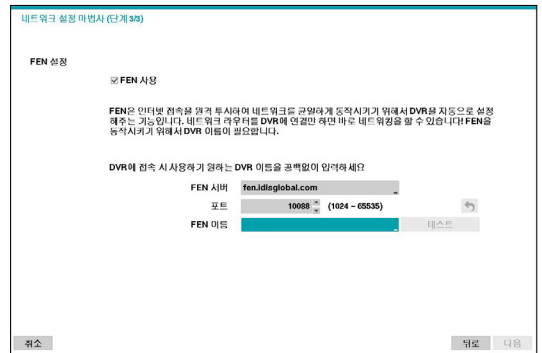 네트워크 설정 마법사 (단계 3/3)
FEN 설정
FEN 사용
FEN은 인터넷 접속을 원격 투시하여 네트워크를 균일하게 동작시키기 위해서 DVR을 자동으로 설정
해주는 기능입니다. 네트워크 라우터를 DVR에 연결만 하면 바로 네트워킹을 할 수 있습니다! FEN을
동작시키기 위해서 DVR 이름이 필요합니다.
DVR에 접속 시 사용하기 원하는 DVR 이름을 공백없이 입력하세요
FEN 서버 fen.idisglobal.com
포트 10088 (1024 ~ 65535)
FEN 이름 테스트
취소 뒤로 다음